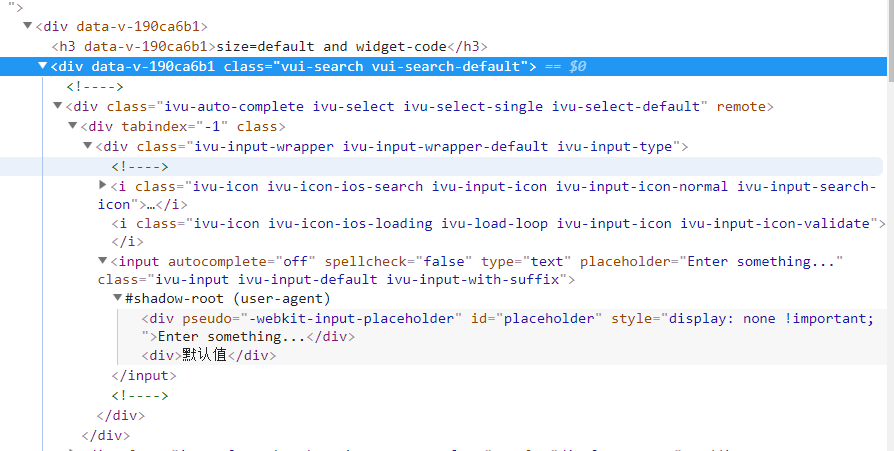 ">
▼<div data-v-190ca6b1>
<h3 data-v-190ca6b1>size=default and widget-code</h3>
▼<div data-v-190ca6b1 class="vui-search vui-search-default"> == $0
<!---->
▼<div class="ivu-auto-complete ivu-select ivu-select-single ivu-select-default" remote>
▼<div tabindex="-1" class>
▼<div class="ivu-input-wrapper ivu-input-wrapper-default ivu-input-type">
<!---->
▶<i class="ivu-icon ivu-icon-ios-search ivu-input-icon ivu-input-icon-normal ivu-input-search-
icon">…</i>
<i class="ivu-icon ivu-icon-ios-loading ivu-load-loop ivu-input-icon ivu-input-icon-validate">
</i>
▼<input autocomplete="off" spellcheck="false" type="text" placeholder="Enter something..."
class="ivu-input ivu-input-default ivu-input-with-suffix">
▼#shadow-root (user-agent)
<div pseudo="-webkit-input-placeholder" id="placeholder" style="display: none !important;
">Enter something...</div>
<div>默认值</div>
</input>
<!---->
</div>
</div>